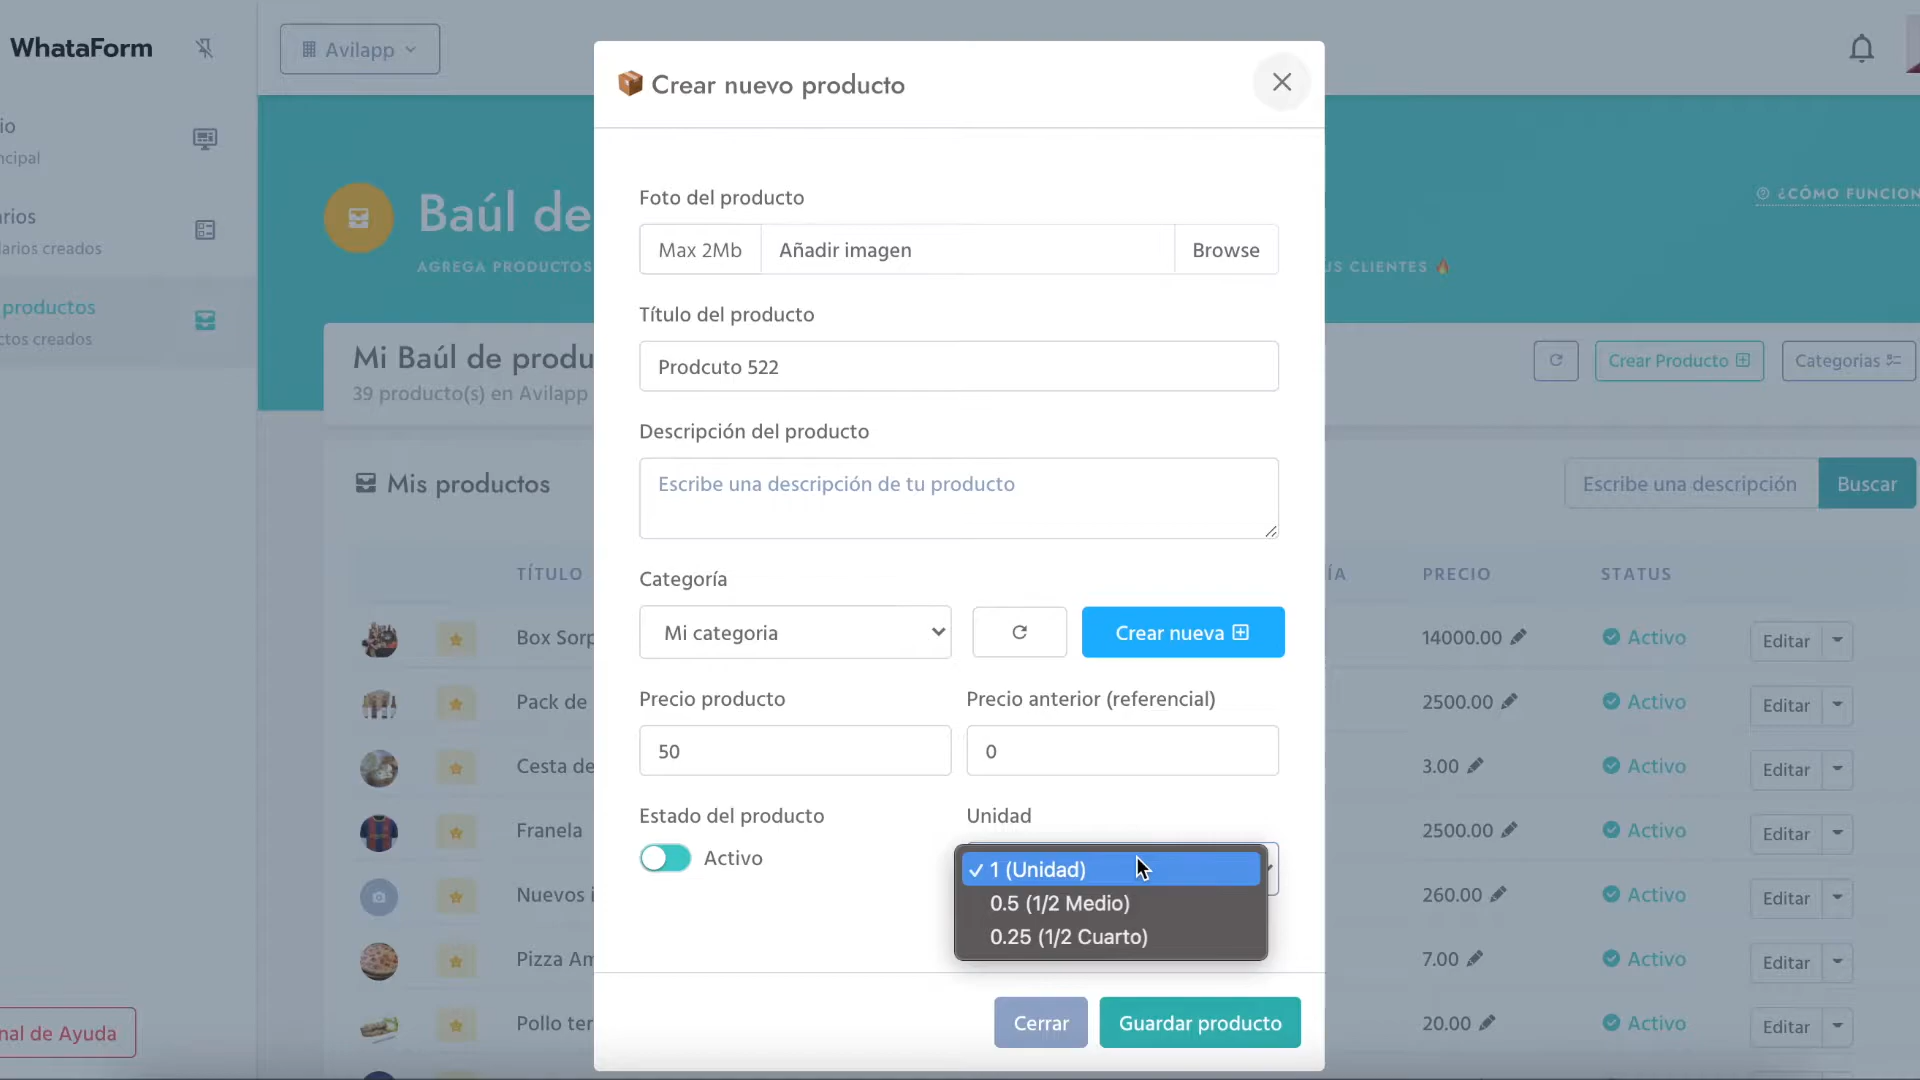 WhataForm
Avilapp
📦 Crear nuevo producto
io
ncipal
rios
larios creados
productos
ctos creados
nal de Ayuda
Baúl de
¿CÓMO FUNCION
AGREGA PRODUCTOS
US CLIENTES 🔥
Mi Baúl de produ
39 producto(s) en Avilapp
Crear Producto
Categorias
Mis productos
Escribe una descripción
Buscar
TÍTULO
ÍA
PRECIO
STATUS
Box Sorp
14000.00
Activo
Editar
Pack de
2500.00
Activo
Editar
Cesta de
3.00
Activo
Editar
Franela
2500.00
Activo
Editar
Nuevos i
260.00
Activo
Editar
Pizza Am
7.00
Activo
Editar
Pollo ter
20.00
Activo
Editar
Foto del producto
Max 2Mb
Añadir imagen
Browse
Título del producto
Prodcuto 522
Descripción del producto
Escribe una descripción de tu producto
Categoría
Mi categoria
Crear nueva
Precio producto
Precio anterior (referencial)
50
0
Estado del producto
Unidad
Activo
✓ 1 (Unidad)
0.5 (1/2 Medio)
0.25 (1/2 Cuarto)
Cerrar
Guardar producto